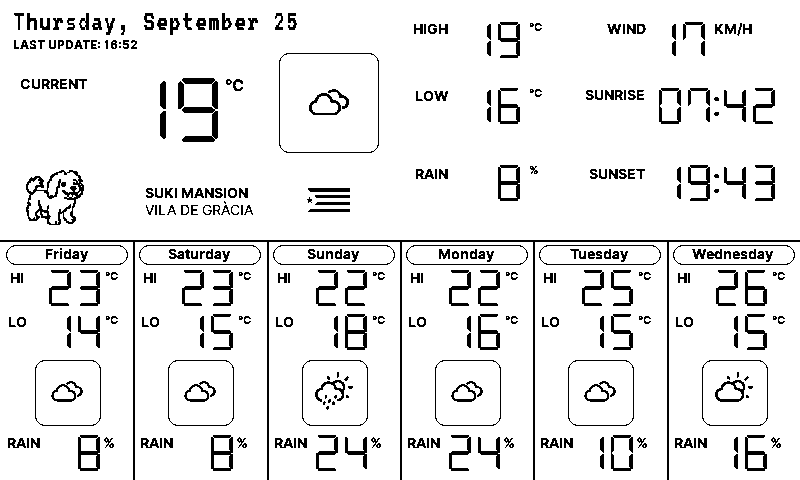 Thursday, September 25
LAST UPDATE: 16:52
CURRENT 19 °C
SUKI MANSION
VILA DE GRÀCIA
HIGH 19 °C
LOW 16 °C
RAIN 8 %
WIND 17 KM/H
SUNRISE 07:42
SUNSET 19:43
Friday
HI 23 °C
LO 14 °C
RAIN 8 %
Saturday
HI 23 °C
LO 15 °C
RAIN 8 %
Sunday
HI 22 °C
LO 18 °C
RAIN 24 %
Monday
HI 22 °C
LO 16 °C
RAIN 24 %
Tuesday
HI 25 °C
LO 15 °C
RAIN 10 %
Wednesday
HI 26 °C
LO 15 °C
RAIN 16 %